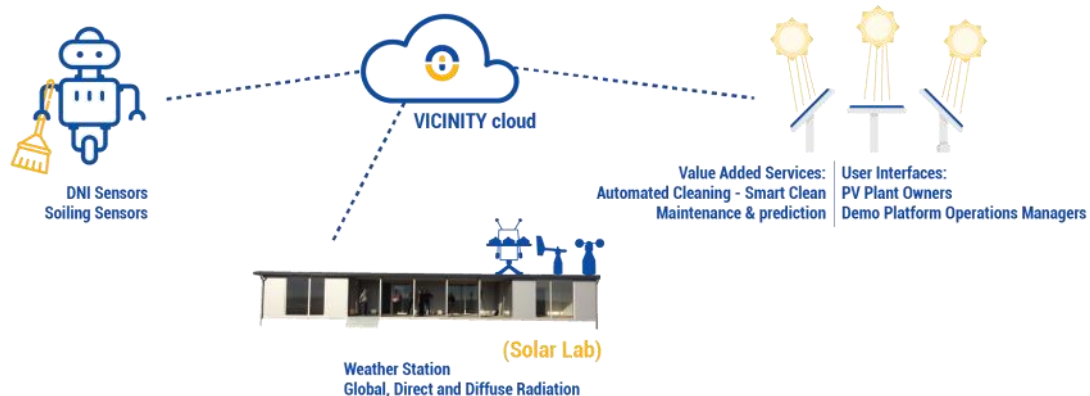 VICINITY cloud
DNI Sensors
Soiling Sensors
Value Added Services:
Automated Cleaning - Smart Clean
Maintenance & prediction
User Interfaces:
PV Plant Owners
Demo Platform Operations Managers
(Solar Lab)
Weather Station
Global, Direct and Diffuse Radiation